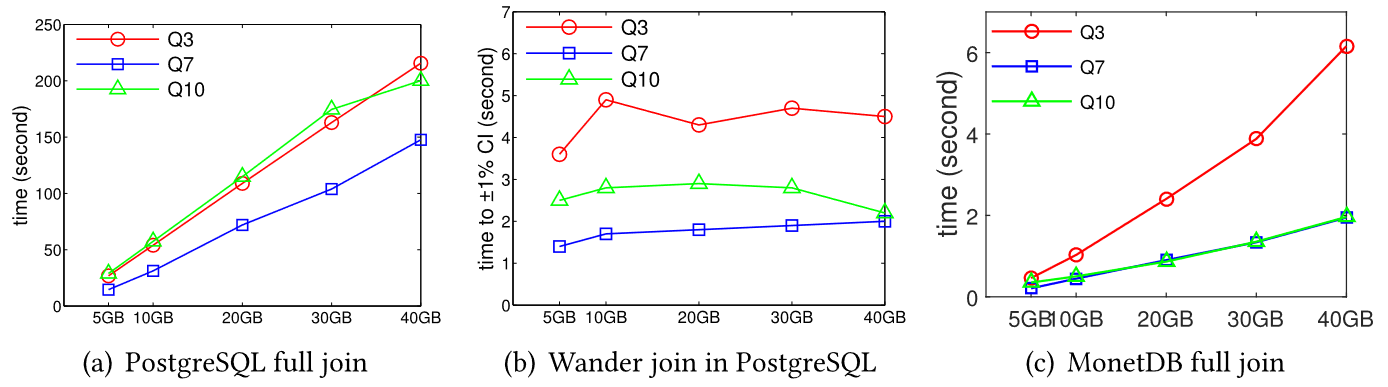 250
200
150
100
50
0
time (second)
Q3
Q7
Q10
5GB 10GB 20GB 30GB 40GB
(a) PostgreSQL full join
7
6
5
4
3
2
1
0
time to ±1% CI (second)
Q3
Q7
Q10
5GB 10GB 20GB 30GB 40GB
(b) Wander join in PostgreSQL
6
4
2
0
time (second)
Q3
Q7
Q10
5GB 10GB 20GB 30GB 40GB
(c) MonetDB full join